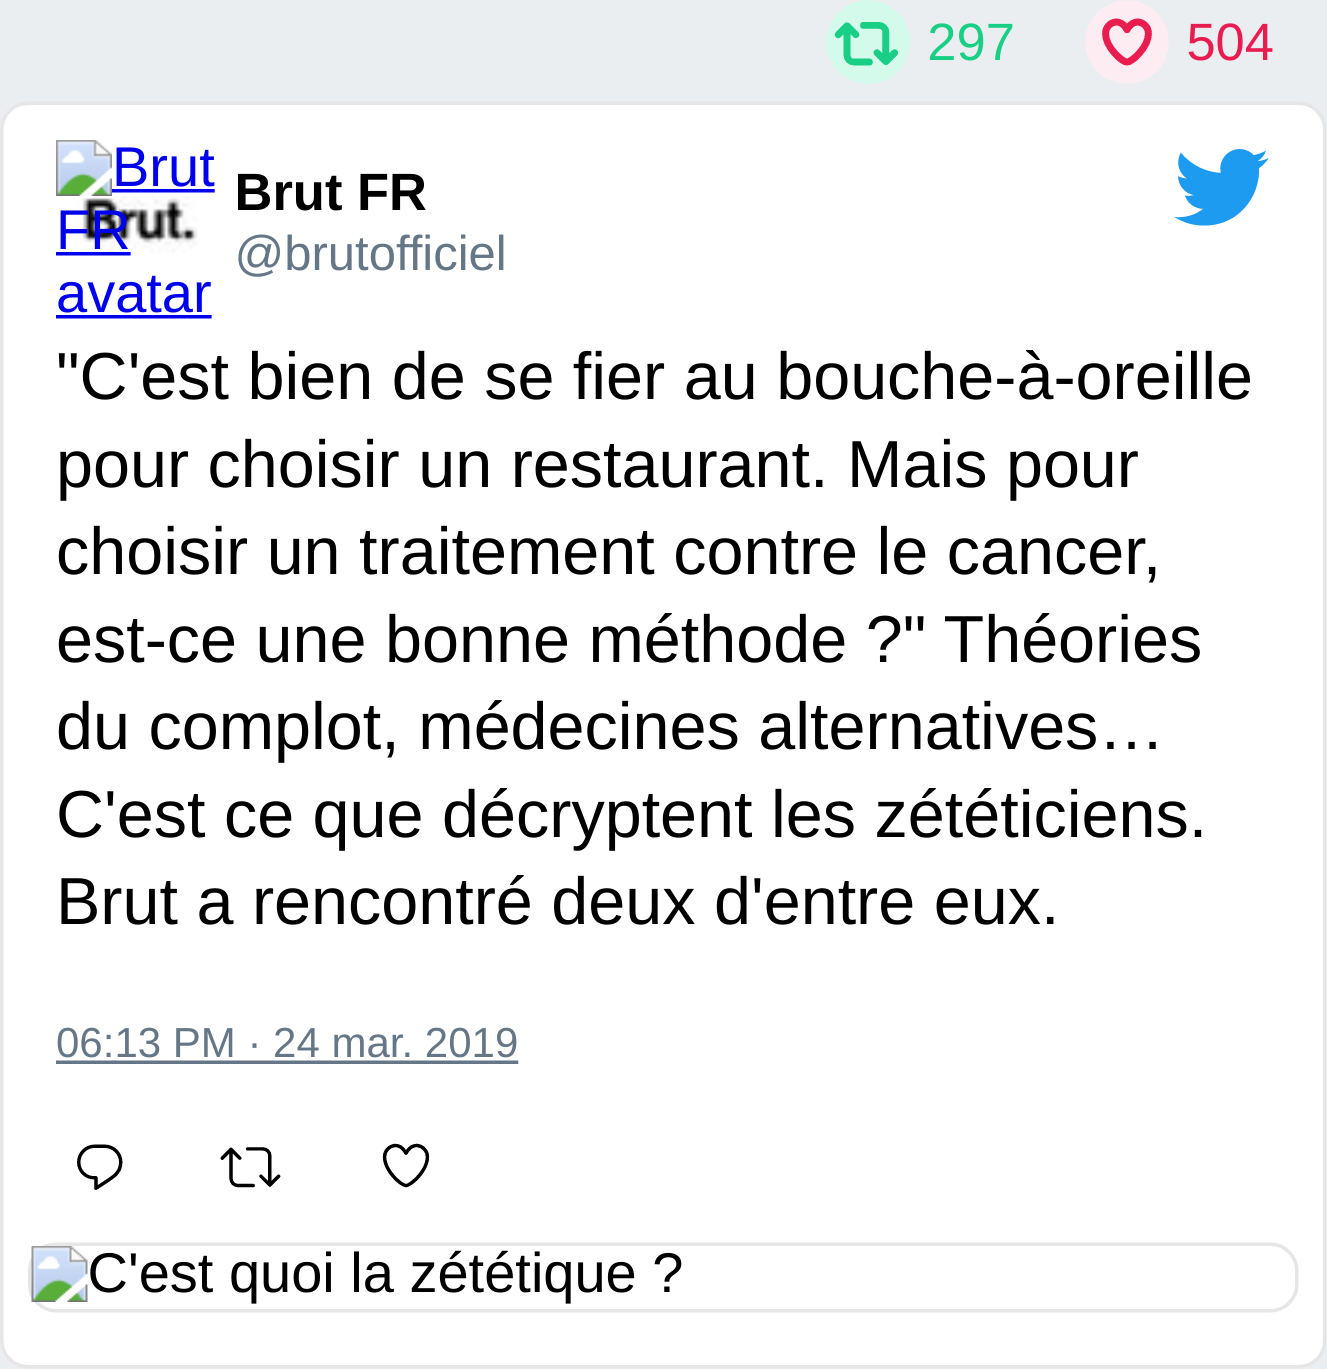 297 504
Brut
FR
avatar
Brut.
Brut FR
@brutofficiel
"C'est bien de se fier au bouche-à-oreille
pour choisir un restaurant. Mais pour
choisir un traitement contre le cancer,
est-ce une bonne méthode ?" Théories
du complot, médecines alternatives…
C'est ce que décryptent les zététiciens.
Brut a rencontré deux d'entre eux.
06:13 PM · 24 mar. 2019
C'est quoi la zététique ?